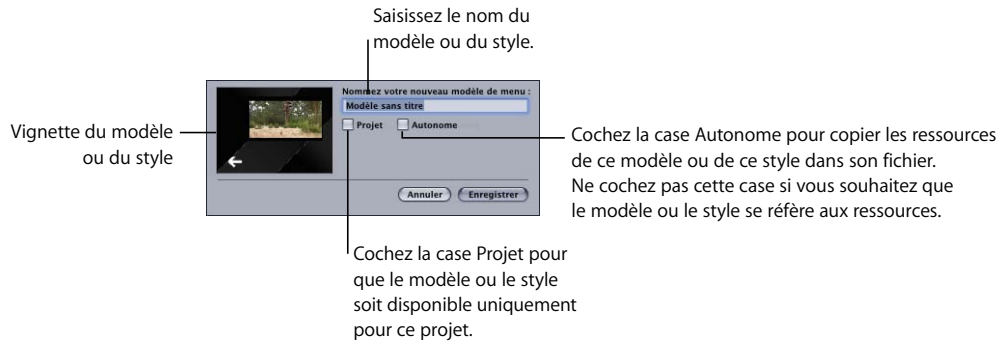 Saisissez le nom du
modèle ou du style.
Nommez votre nouveau modèle de menu :
Modèle sans titre
Projet
Autonome
Vignette du modèle
ou du style
Cochez la case Autonome pour copier les ressources
de ce modèle ou de ce style dans son fichier.
Ne cochez pas cette case si vous souhaitez que
le modèle ou le style se réfère aux ressources.
Annuler
Enregistrer
Cochez la case Projet pour
que le modèle ou le style
soit disponible uniquement
pour ce projet.